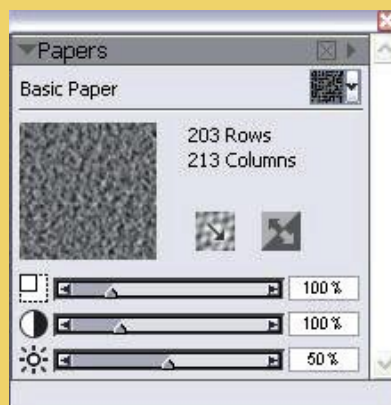 Papers
Basic Paper
203 Rows
213 Columns
100%
100%
50%